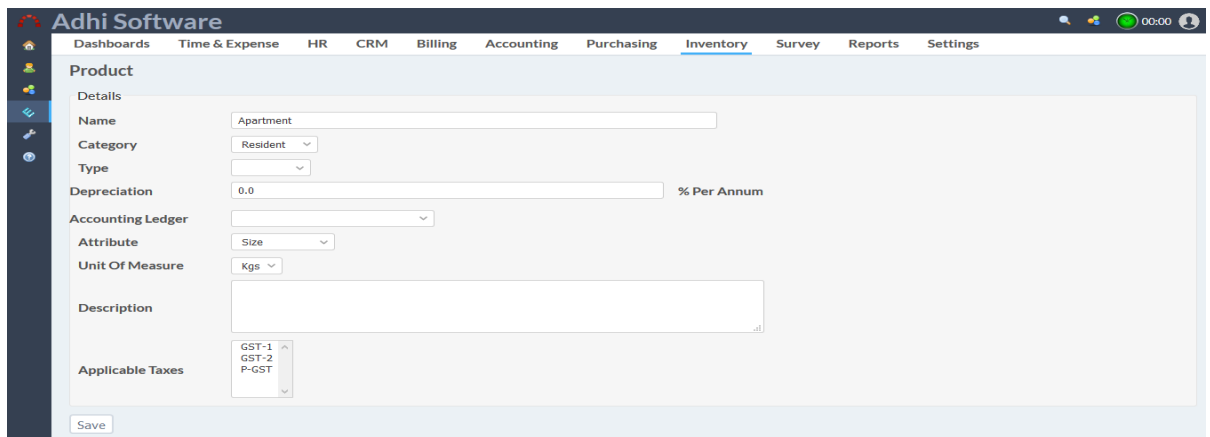 Adhi Software
00:00
Dashboards Time & Expense HR CRM Billing Accounting Purchasing Inventory Survey Reports Settings
Product
Details
Name Apartment
Category Resident
Type
Depreciation 0.0 % Per Annum
Accounting Ledger
Attribute Size
Unit Of Measure Kgs
Description
Applicable Taxes
GST-1
GST-2
P-GST
Save